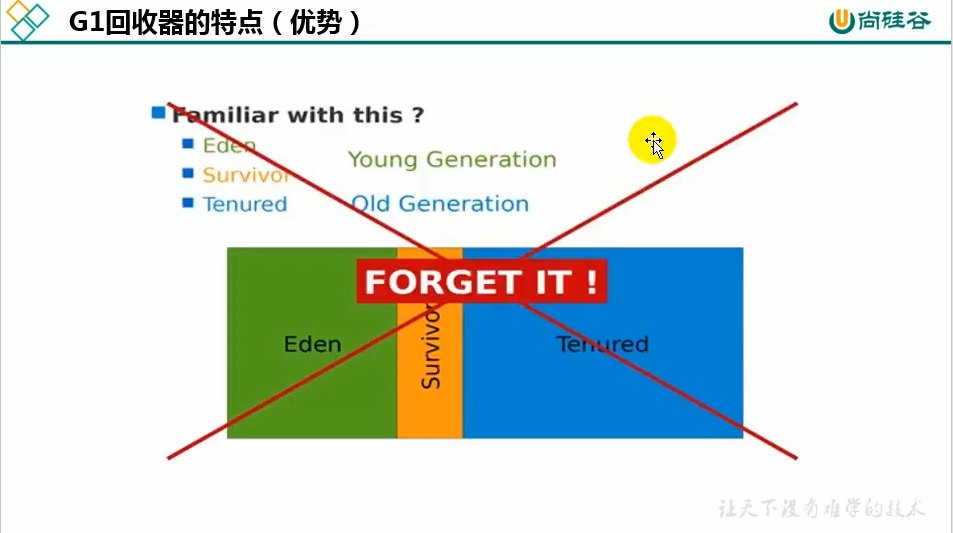 G1回收器的特点（优势）
尚硅谷
Familiar with this ?
Eden
Young Generation
Survivor
Tenured
Old Generation
FORGET IT !
Eden
Survivor
Tenured
让天下没有难学的技术